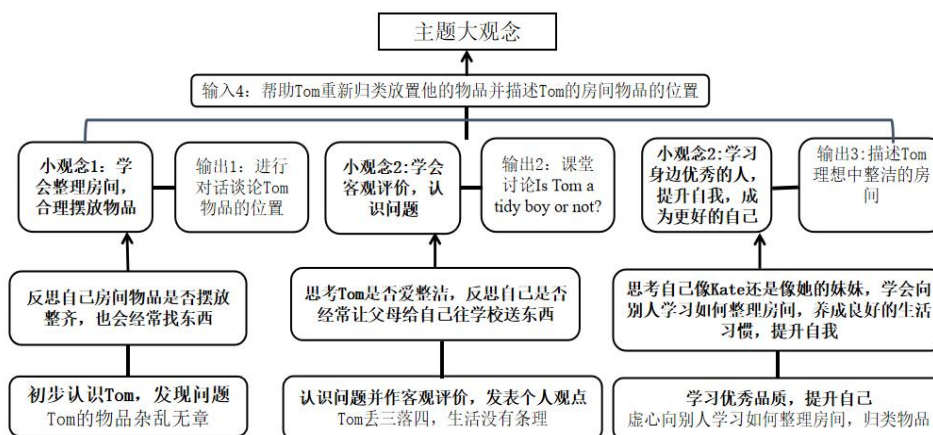 主题大观念
输入4：帮助Tom重新归类放置他的物品并描述Tom的房间物品的位置
小观念1：学
会整理房间，
合理摆放物品
输出1：进行
对话谈论Tom
物品的位置
小观念2:学会
客观评价，认
识问题
输出2：课堂
讨论Is Tom a
tidy boy or not?
小观念2:学习
身边优秀的人，
提升自我，成
为更好的自己
输出3:描述Tom
理想中整洁的房
间
反思自己房间物品是否摆放
整齐，也会经常找东西
思考Tom是否爱整洁，反思自己是否
经常让父母给自己往学校送东西
思考自己像Kate还是像她的妹妹，学会向
别人学习如何整理房间，养成良好的生活
习惯，提升自我
初步认识Tom，发现问题
Tom的物品杂乱无章
认识问题并作客观评价，发表个人观点
Tom丢三落四，生活没有条理
学习优秀品质，提升自己
虚心向别人学习如何整理房间，归类物品